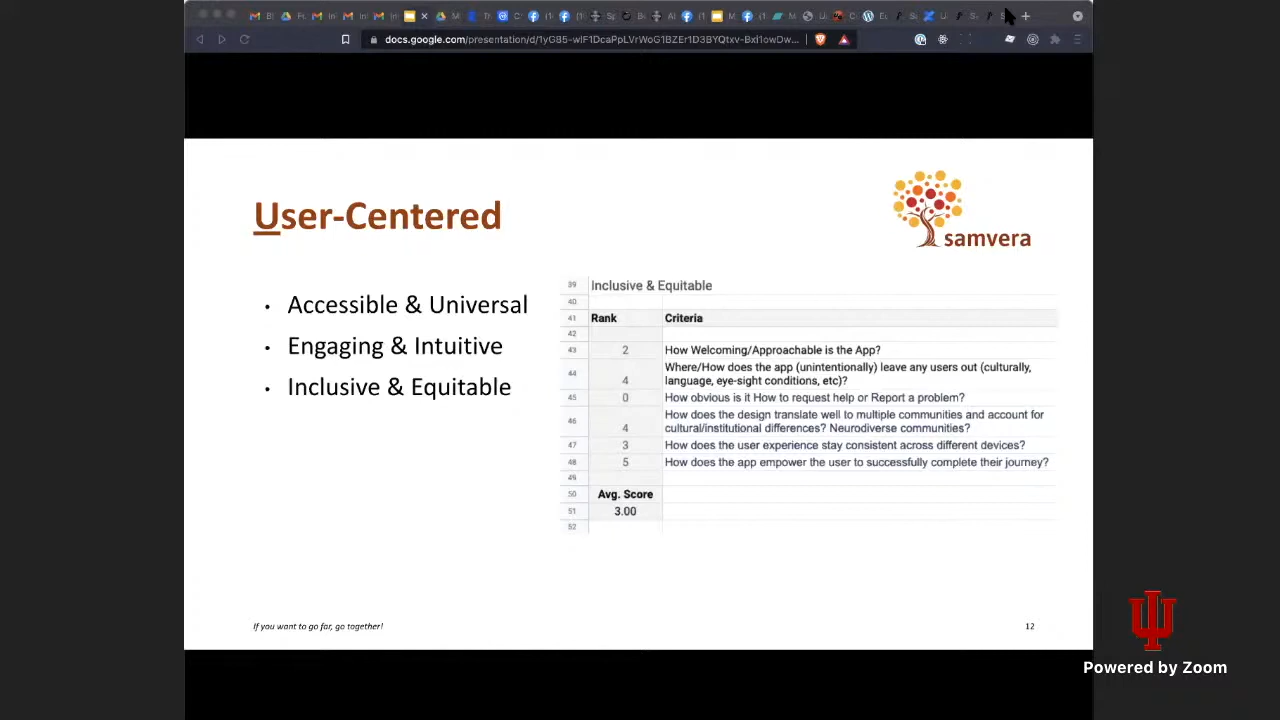 docs.google.com/presentation/d/1yG85-wIF1DcaPpLVrWoG1BZEr1D3BYQtxv-BxI1owDw...
User-Centered
samvera
• Accessible & Universal
• Engaging & Intuitive
• Inclusive & Equitable
39 Inclusive & Equitable
40
41 Rank Criteria
42
43 2 How Welcoming/Approachable is the App?
44 4 Where/How does the app (unintentionally) leave any users out (culturally,
language, eye-sight conditions, etc)?
45 0 How obvious is it How to request help or Report a problem?
46 4 How does the design translate well to multiple communities and account for
cultural/institutional differences? Neurodiverse communities?
47 3 How does the user experience stay consistent across different devices?
48 5 How does the app empower the user to successfully complete their journey?
49
50 Avg. Score
51 3.00
52
If you want to go far, go together!
12
Powered by Zoom